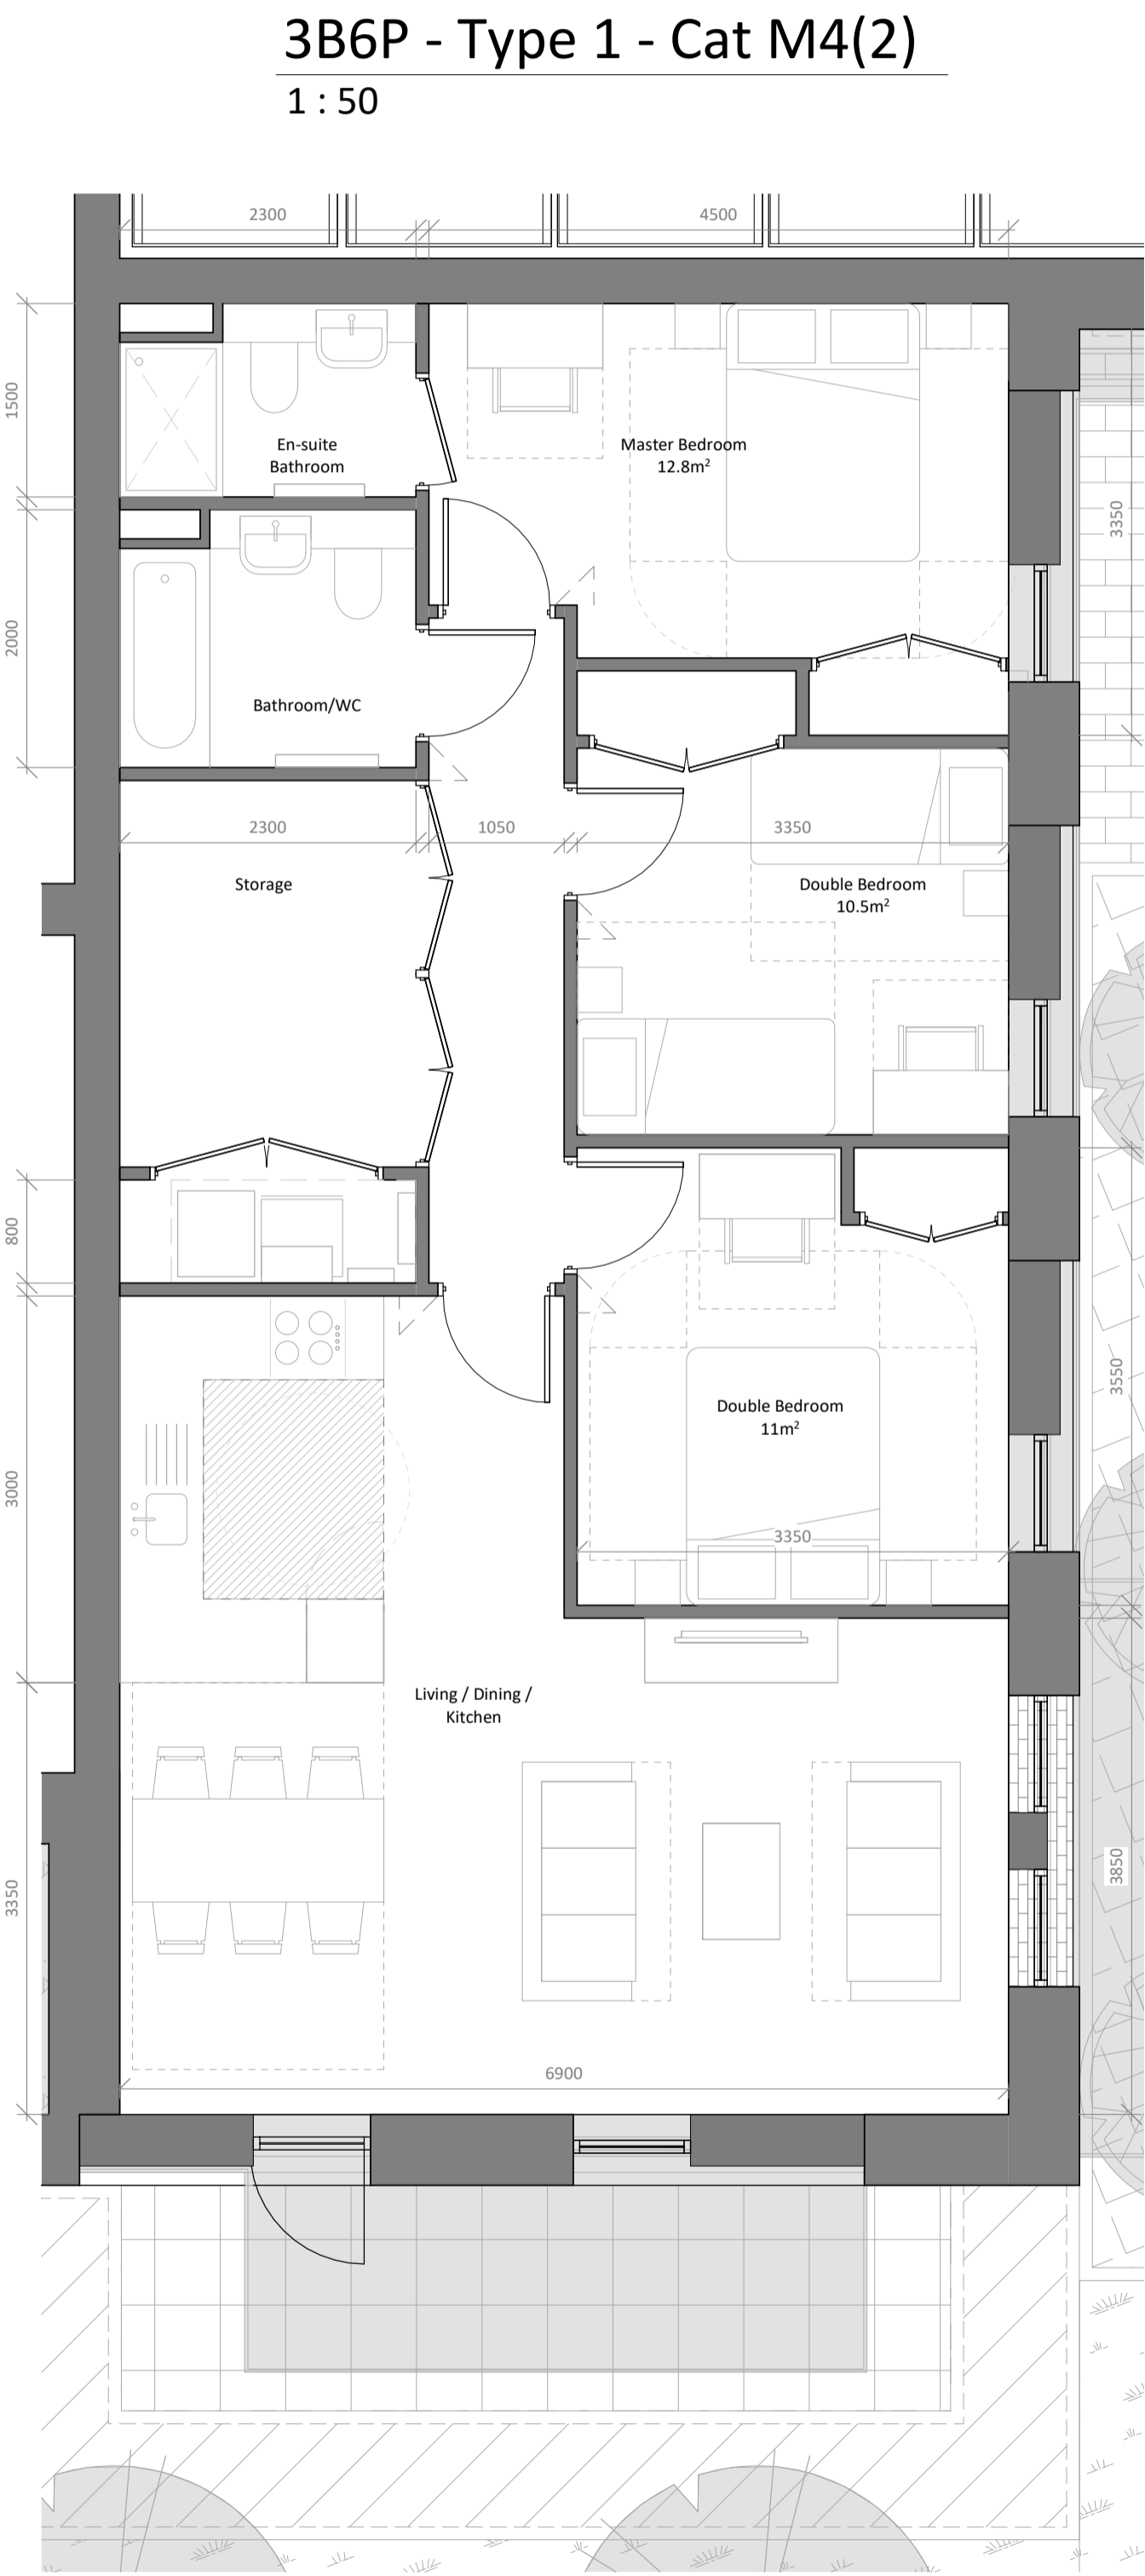 3B6P - Type 1 - Cat M4(2)
1 : 50
2300
4500
1500
En-suite
Bathroom
Master Bedroom
12.8m²
3350
2000
Bathroom/WC
2300
1050
3350
Storage
Double Bedroom
10.5m²
800
3550
Double Bedroom
11m²
3000
3350
Living / Dining /
Kitchen
3350
3850
6900